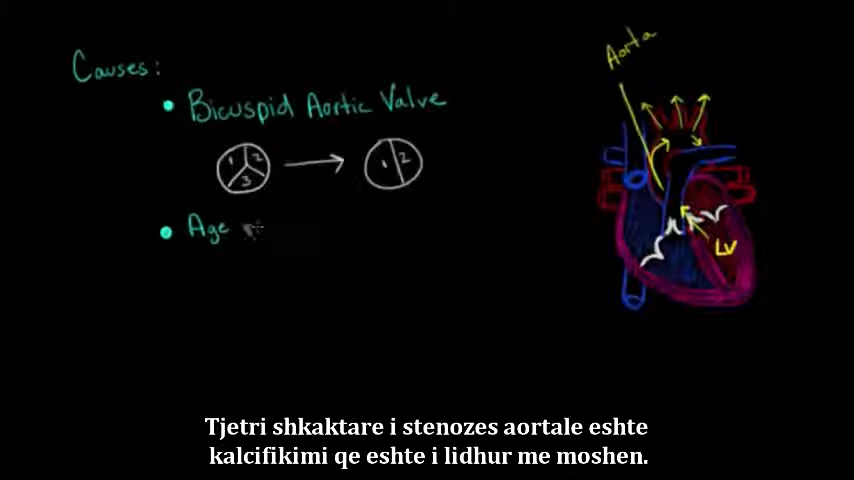 Aorta
Causes:
• Bicuspid Aortic Valve
1 2 3 1 2
• Age
LV
Tjetri shkaktare i stenozes aortale eshte
kalcifikimi qe eshte i lidhur me moshen.